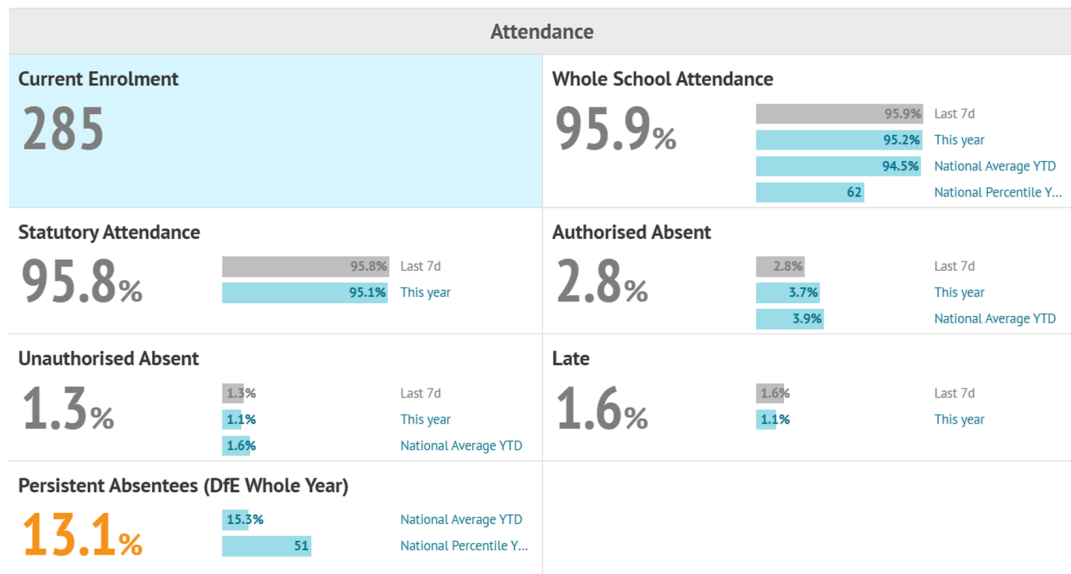 Attendance
Current Enrolment
285
Whole School Attendance
95.9%
95.9% Last 7d
95.2% This year
94.5% National Average YTD
62 National Percentile Y...
Statutory Attendance
95.8%
95.8% Last 7d
95.1% This year
Authorised Absent
2.8%
2.8% Last 7d
3.7% This year
3.9% National Average YTD
Unauthorised Absent
1.3%
1.3% Last 7d
1.1% This year
1.6% National Average YTD
Late
1.6%
1.6% Last 7d
1.1% This year
Persistent Absentees (DfE Whole Year)
13.1%
15.3% National Average YTD
51 National Percentile Y...